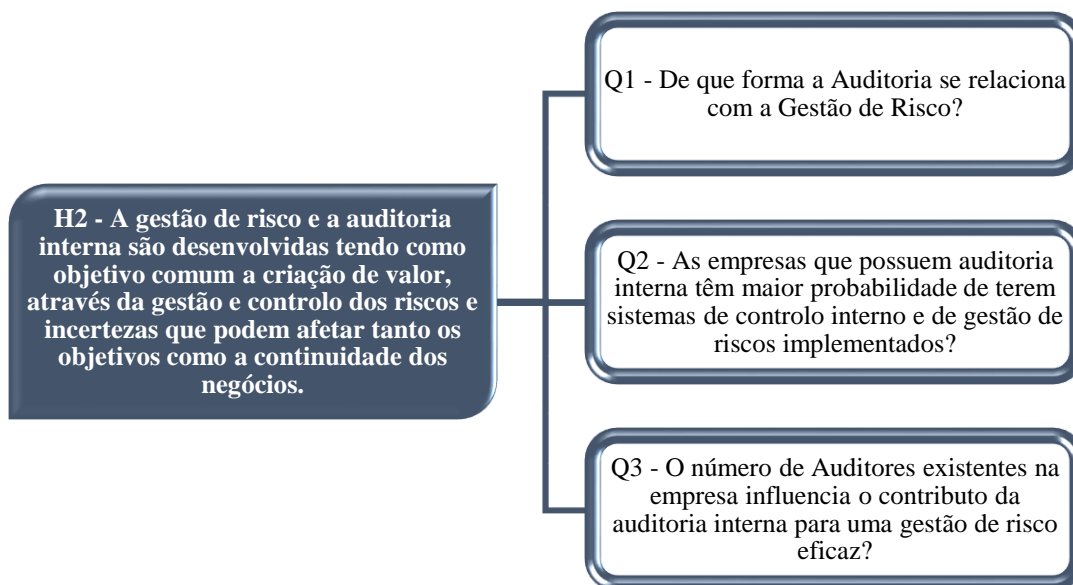 H2 - A gestão de risco e a auditoria
interna são desenvolvidas tendo como
objetivo comum a criação de valor,
através da gestão e controlo dos riscos e
incertezas que podem afetar tanto os
objetivos como a continuidade dos
negócios.
Q1 - De que forma a Auditoria se relaciona
com a Gestão de Risco?
Q2 - As empresas que possuem auditoria
interna têm maior probabilidade de terem
sistemas de controlo interno e de gestão de
riscos implementados?
Q3 - O número de Auditores existentes na
empresa influencia o contributo da
auditoria interna para uma gestão de risco
eficaz?